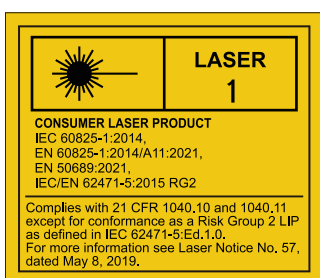 LASER
1
CONSUMER LASER PRODUCT
IEC 60825-1:2014,
EN 60825-1:2014/A11:2021,
EN 50689:2021,
IEC/EN 62471-5:2015 RG2
Complies with 21 CFR 1040.10 and 1040.11
except for conformance as a Risk Group 2 LIP
as defined in IEC 62471-5:Ed.1.0.
For more information see Laser Notice No. 57,
dated May 8, 2019.